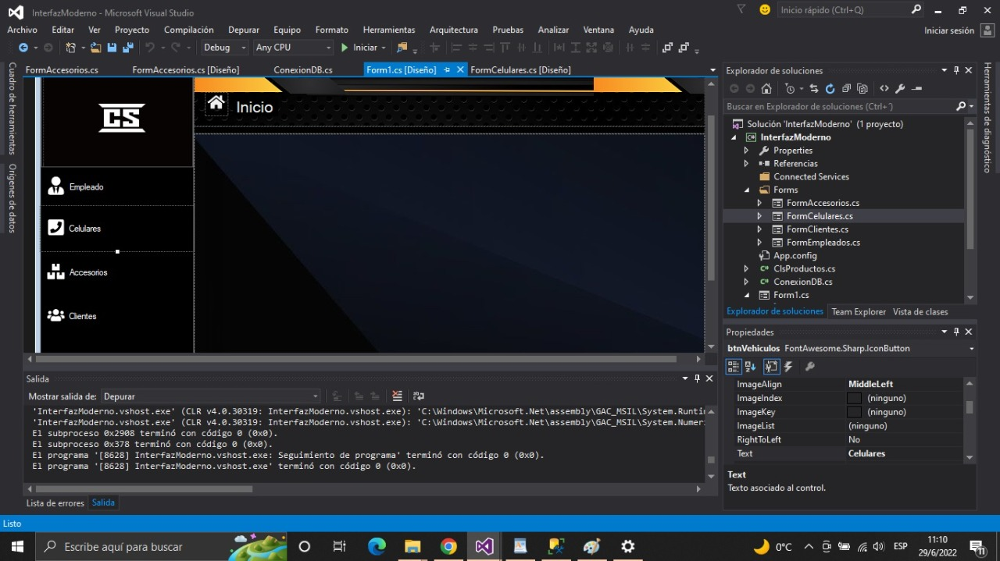 InterfazModerno - Microsoft Visual Studio
Inicio rápido (Ctrl+Q)
Archivo Editar Ver Proyecto Compilación Depurar Equipo Formato Herramientas Arquitectura Pruebas Analizar Ventana Ayuda
Iniciar sesión
Debug Any CPU Iniciar
Cuadro de herramientas
Orígenes de datos
FormAccesorios.cs FormAccesorios.cs [Diseño] ConexionDB.cs Form1.cs [Diseño] FormCelulares.cs [Diseño]
CS
Inicio
Empleado
Celulares
Accesorios
Clientes
Explorador de soluciones
Buscar en Explorador de soluciones (Ctrl+´)
Solución 'InterfazModerno' (1 proyecto)
InterfazModerno
Properties
Referencias
Connected Services
Forms
FormAccesorios.cs
FormCelulares.cs
FormClientes.cs
FormEmpleados.cs
App.config
ClsProductos.cs
ConexionDB.cs
Form1.cs
Explorador de soluciones Team Explorer Vista de clases
Herramientas de diagnóstico
Propiedades
btnVehiculos FontAwesome.Sharp.IconButton
ImageAlign MiddleLeft
ImageIndex (ninguno)
ImageKey (ninguno)
ImageList (ninguno)
RightToLeft No
Text Celulares
Text
Texto asociado al control.
Salida
Mostrar salida de: Depurar
'InterfazModerno.vshost.exe' (CLR v4.0.30319: InterfazModerno.vshost.exe): 'C:\Windows\Microsoft.Net\assembly\GAC_MSIL\System.Runtin
'InterfazModerno.vshost.exe' (CLR v4.0.30319: InterfazModerno.vshost.exe): 'C:\Windows\Microsoft.Net\assembly\GAC_MSIL\System.Numeri
El subproceso 0x2908 terminó con código 0 (0x0).
El subproceso 0x378 terminó con código 0 (0x0).
El programa '[8628] InterfazModerno.vshost.exe: Seguimiento de programa' terminó con código 0 (0x0).
El programa '[8628] InterfazModerno.vshost.exe' terminó con código 0 (0x0).
Lista de errores Salida
Listo
Escribe aquí para buscar
0°C
ESP
11:10
29/6/2022
11